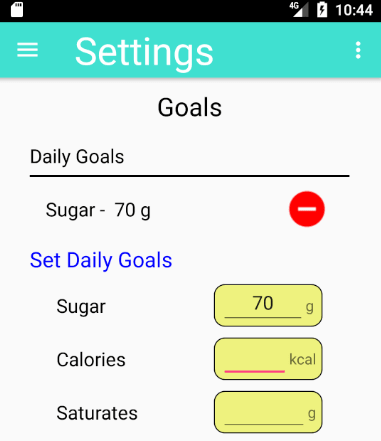 4G 10:44
Settings
Goals
Daily Goals
Sugar - 70 g
Set Daily Goals
Sugar 70 g
Calories kcal
Saturates g